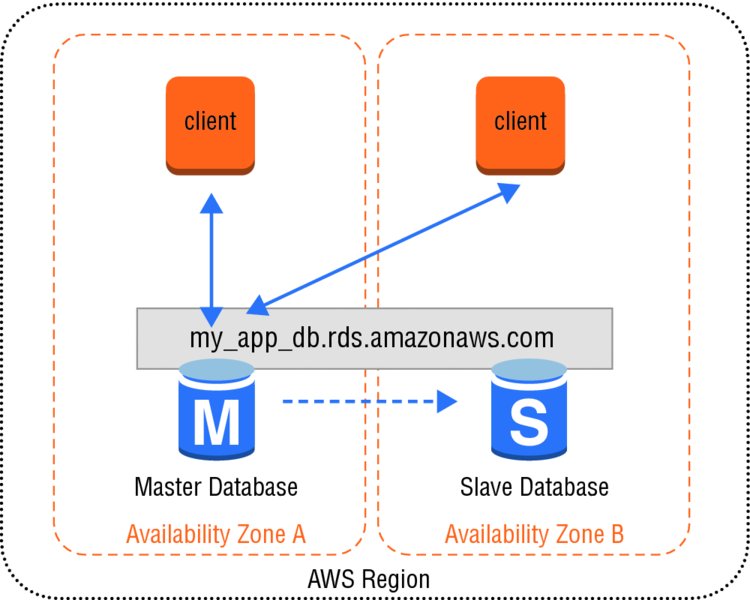 client
client
my_app_db.rds.amazonaws.com
M
S
Master Database
Slave Database
Availability Zone A
Availability Zone B
AWS Region